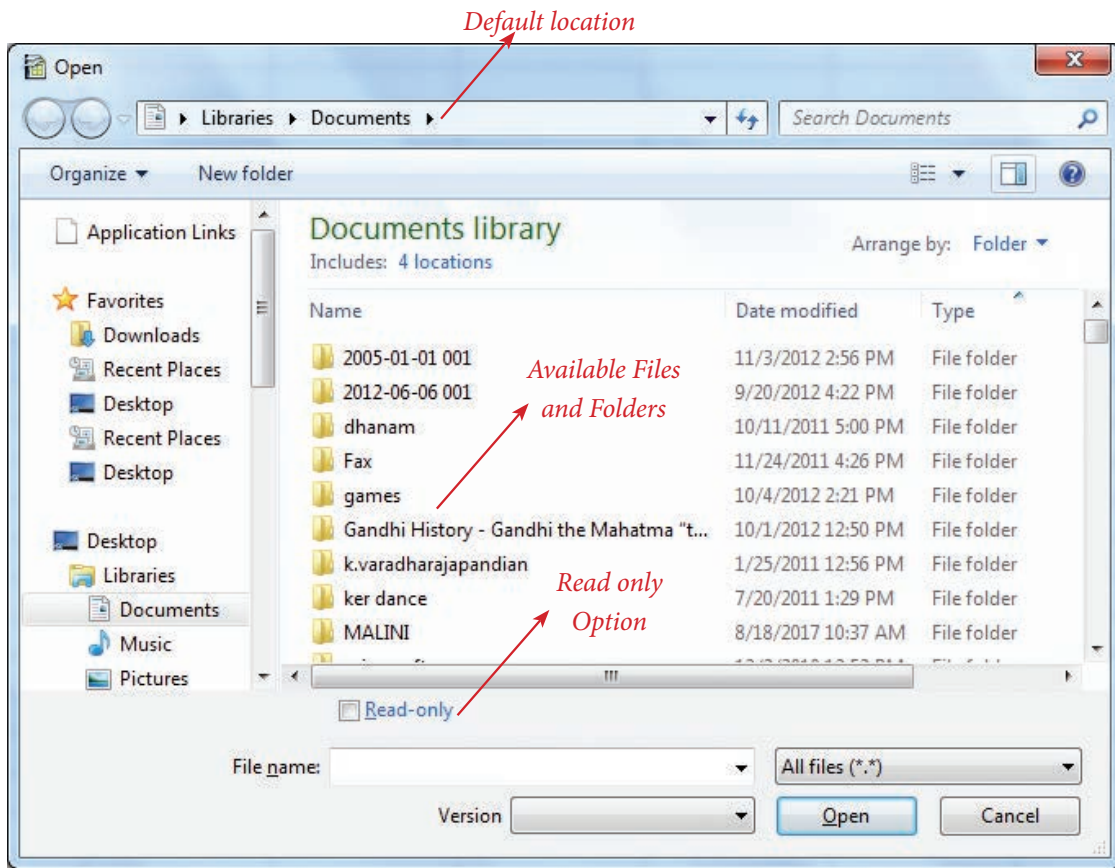 Default location
Open
Libraries Documents
Search Documents
Organize New folder
Application Links
Favorites
Downloads
Recent Places
Desktop
Recent Places
Desktop
Desktop
Libraries
Documents
Music
Pictures
Documents library
Includes: 4 locations
Arrange by: Folder
Name Date modified Type
2005-01-01 001 11/3/2012 2:56 PM File folder
2012-06-06 001 9/20/2012 4:22 PM File folder
dhanam 10/11/2011 5:00 PM File folder
Fax 11/24/2011 4:26 PM File folder
games 10/4/2012 2:21 PM File folder
Gandhi History - Gandhi the Mahatma "t... 10/1/2012 12:50 PM File folder
k.varadharajapandian 1/25/2011 12:56 PM File folder
ker dance 7/20/2011 1:29 PM File folder
MALINI 8/18/2017 10:37 AM File folder
Available Files
and Folders
Read only
Option
Read-only
File name:
All files (*.*)
Version
Open
Cancel